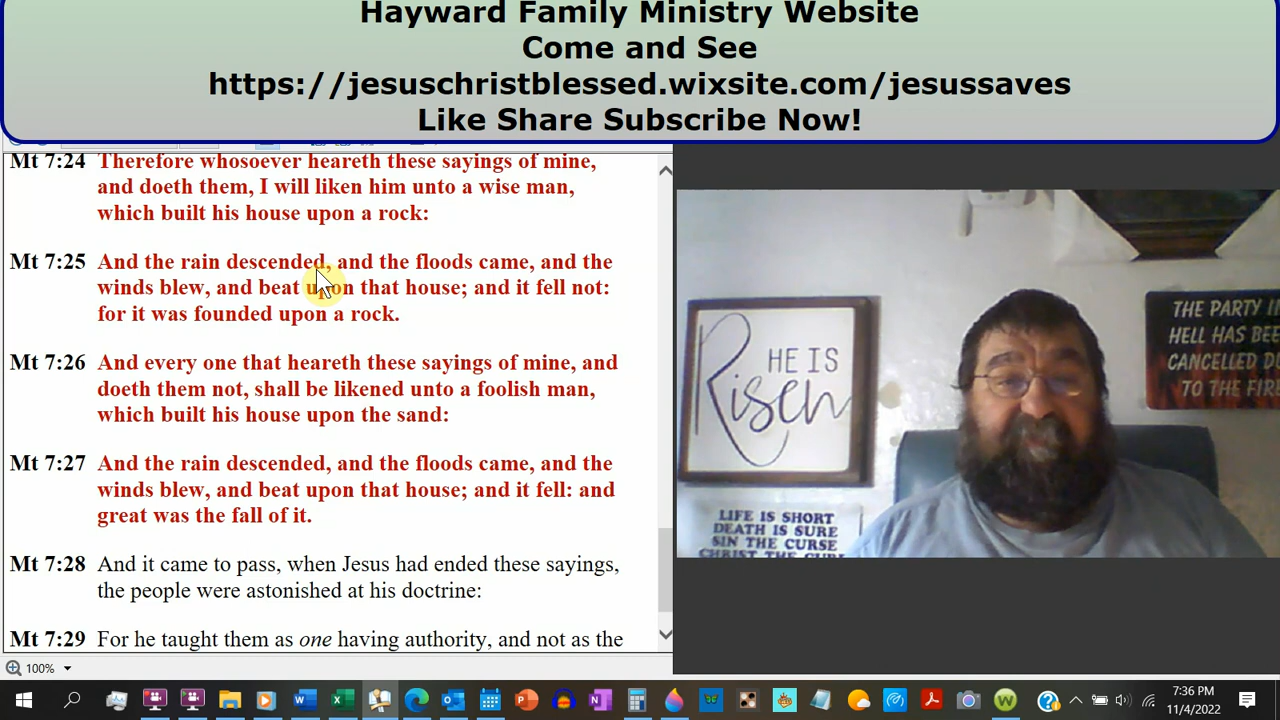 Hayward Family Ministry Website
Come and See
https://jesuschristblessed.wixsite.com/jesussaves
Like Share Subscribe Now!
Mt 7:24 Therefore whosoever heareth these sayings of mine,
and doeth them, I will liken him unto a wise man,
which built his house upon a rock:
Mt 7:25 And the rain descended, and the floods came, and the
winds blew, and beat upon that house; and it fell not:
for it was founded upon a rock.
Mt 7:26 And every one that heareth these sayings of mine, and
doeth them not, shall be likened unto a foolish man,
which built his house upon the sand:
Mt 7:27 And the rain descended, and the floods came, and the
winds blew, and beat upon that house; and it fell: and
great was the fall of it.
Mt 7:28 And it came to pass, when Jesus had ended these sayings,
the people were astonished at his doctrine:
Mt 7:29 For he taught them as one having authority, and not as the
100%
HE IS
Risen
THE PARTY IN
HELL HAS BEE
CANCELLED DU
TO THE FIR
LIFE IS SHORT
DEATH IS SURE
SIN THE CURSE
CHRIST THE CUR
7:36 PM
11/4/2022